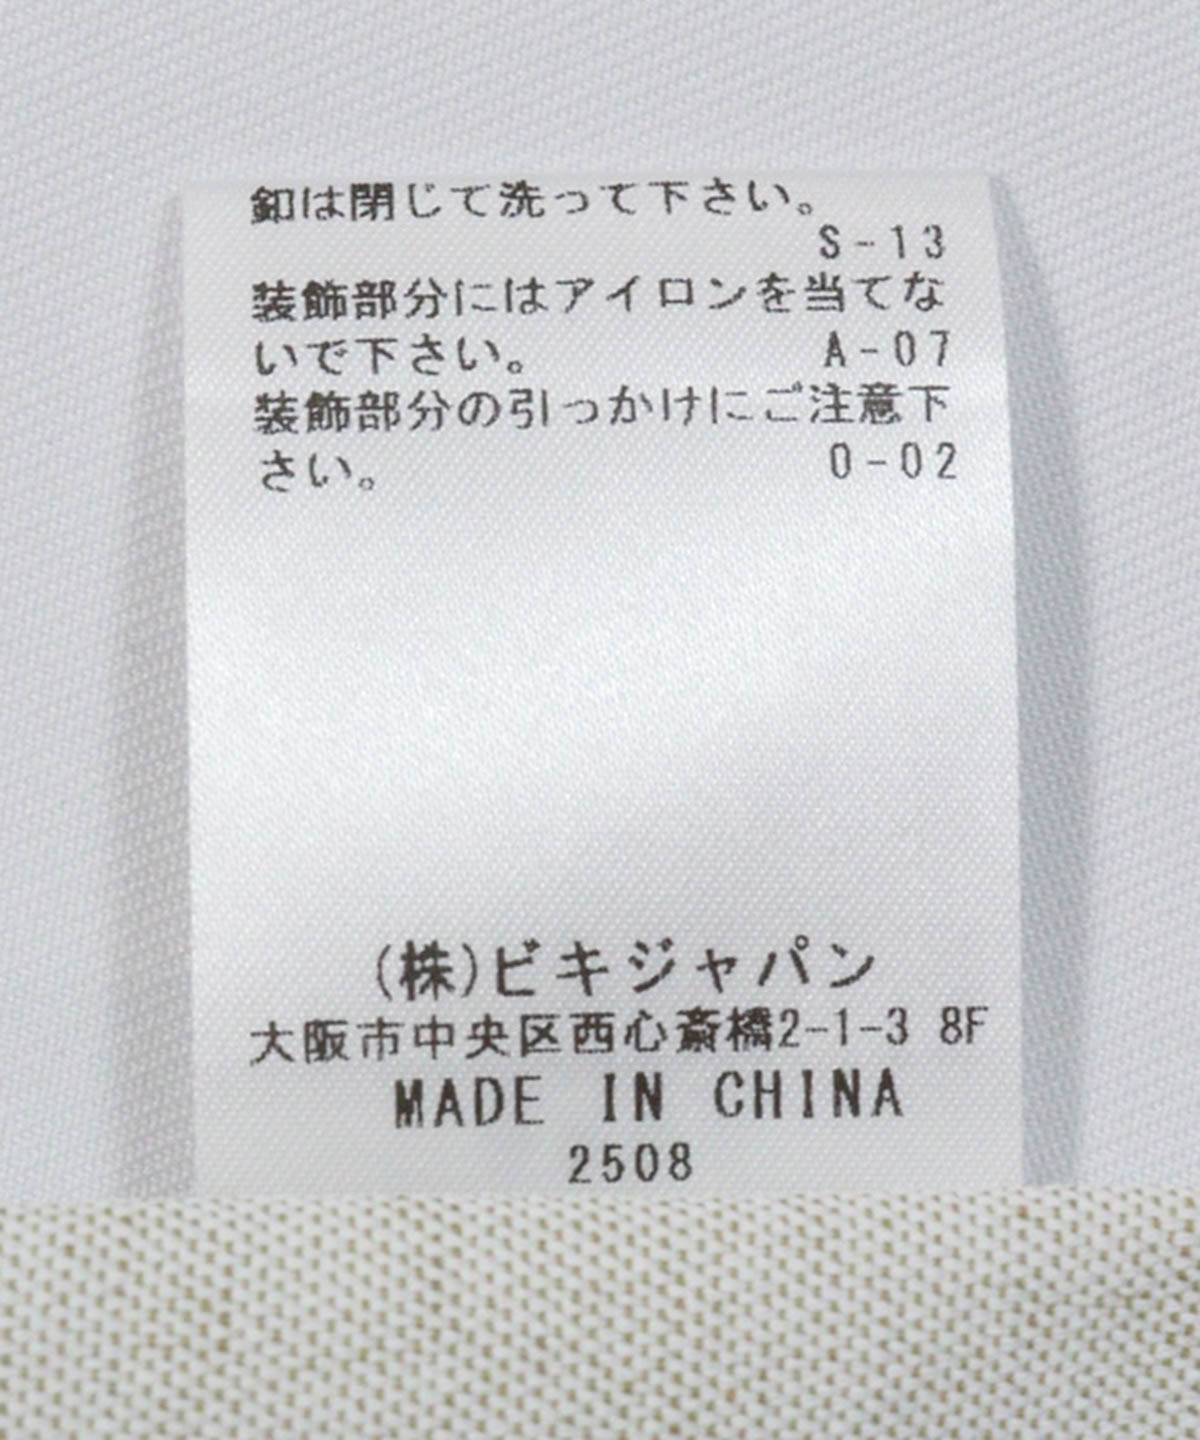 釦は閉じて洗って下さい。
S-13
装飾部分にはアイロンを当てな
いで下さい。 A-07
装飾部分の引っかけにご注意下
さい。 0-02
(株)ビキジャパン
大阪市中央区西心斎橋2-1-3 8F
MADE IN CHINA
2508